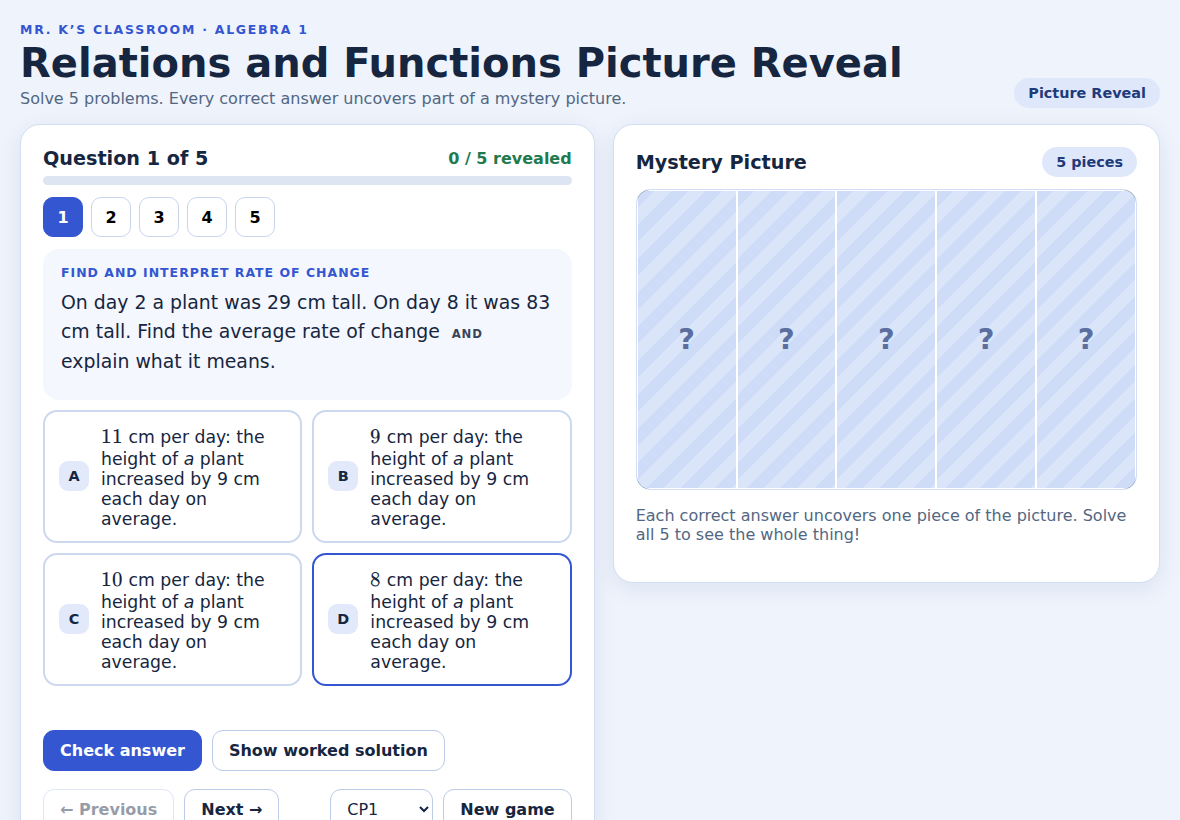 MR. K’S CLASSROOM · ALGEBRA 1
Relations and Functions Picture Reveal
Solve 5 problems. Every correct answer uncovers part of a mystery picture.
Picture Reveal
Question 1 of 5
0 / 5 revealed
1 2 3 4 5
FIND AND INTERPRET RATE OF CHANGE
On day 2 a plant was 29 cm tall. On day 8 it was 83
cm tall. Find the average rate of change AND
explain what it means.
A
11 cm per day: the
height of a plant
increased by 9 cm
each day on
average.
B
9 cm per day: the
height of a plant
increased by 9 cm
each day on
average.
C
10 cm per day: the
height of a plant
increased by 9 cm
each day on
average.
D
8 cm per day: the
height of a plant
increased by 9 cm
each day on
average.
Check answer
Show worked solution
← Previous
Next →
CP1
New game
Mystery Picture
5 pieces
? ? ? ? ?
Each correct answer uncovers one piece of the picture. Solve
all 5 to see the whole thing!